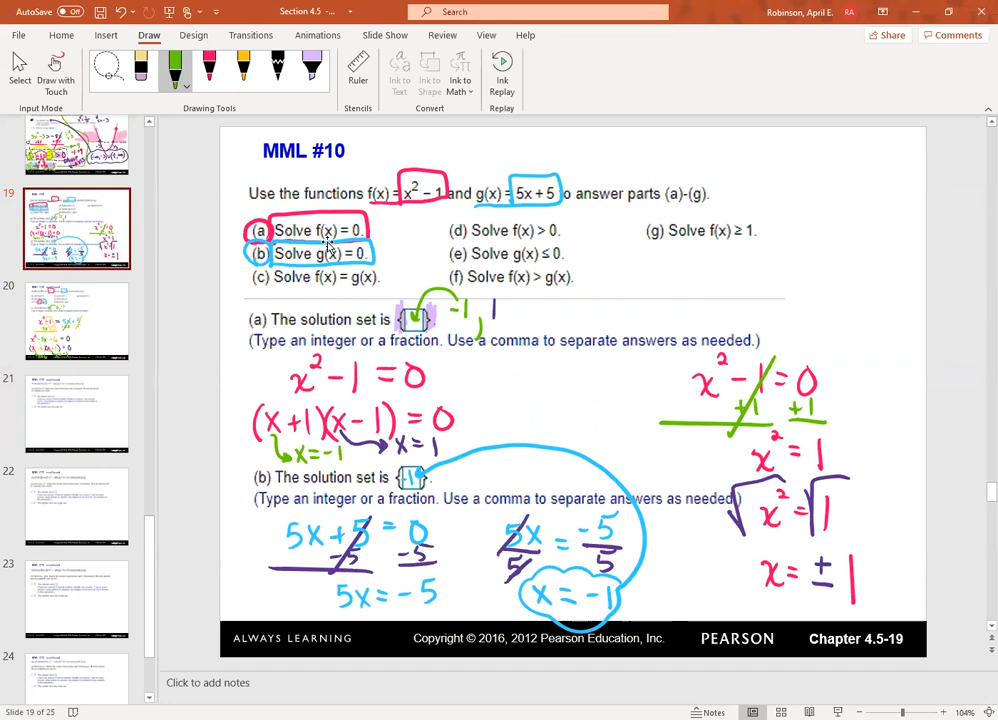 AutoSave Off Section 4.5 - Search Robinson, April E. RA
File Home Insert Draw Design Transitions Animations Slide Show Review View Help Share Comments
Select Draw with Touch Ruler Ink to Text Ink to Shape Ink to Math Ink Replay
Input Mode Drawing Tools Stencils Convert Replay
19
20
21
22
23
24
MML #10
Use the functions f(x) = x² − 1 and g(x) = 5x + 5 to answer parts (a)-(g).
(a) Solve f(x) = 0. (d) Solve f(x) > 0. (g) Solve f(x) ≥ 1.
(b) Solve g(x) = 0. (e) Solve g(x) ≤ 0.
(c) Solve f(x) = g(x). (f) Solve f(x) > g(x).
(a) The solution set is { }. -1, 1
(Type an integer or a fraction. Use a comma to separate answers as needed.)
x² - 1 = 0
(x+1)(x-1) = 0
x = -1 x = 1
x² - 1 = 0
+1 +1
x² = 1
√x² = √1
x = ± 1
(b) The solution set is {-1}.
(Type an integer or a fraction. Use a comma to separate answers as needed.)
5x + 5 = 0
-5 -5
5x = -5
5x = -5
5 5
x = -1
ALWAYS LEARNING Copyright © 2016, 2012 Pearson Education, Inc. PEARSON Chapter 4.5-19
Click to add notes
Slide 19 of 25 Notes 104%